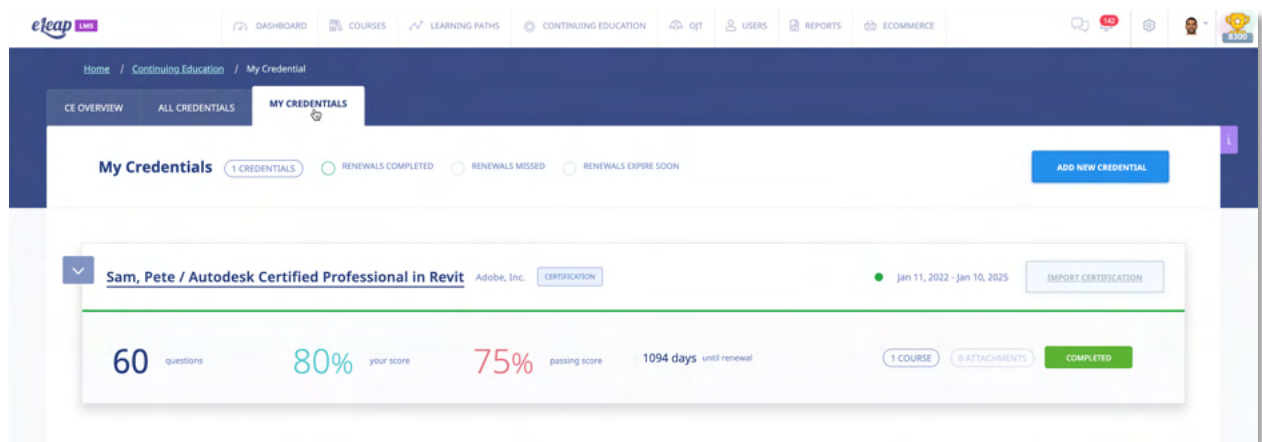 eleap LMS DASHBOARD COURSES LEARNING PATHS CONTINUING EDUCATION OJT USERS REPORTS ECOMMERCE 142 8300
Home / Continuing Education / My Credential
CE OVERVIEW ALL CREDENTIALS MY CREDENTIALS
i
My Credentials 1 CREDENTIALS RENEWALS COMPLETED RENEWALS MISSED RENEWALS EXPIRE SOON ADD NEW CREDENTIAL
Sam, Pete / Autodesk Certified Professional in Revit Adobe, Inc. CERTIFICATION Jan 11, 2022 - Jan 10, 2025 IMPORT CERTIFICATION
60 questions 80% your score 75% passing score 1094 days until renewal 1 COURSE 0 ATTACHMENTS COMPLETED